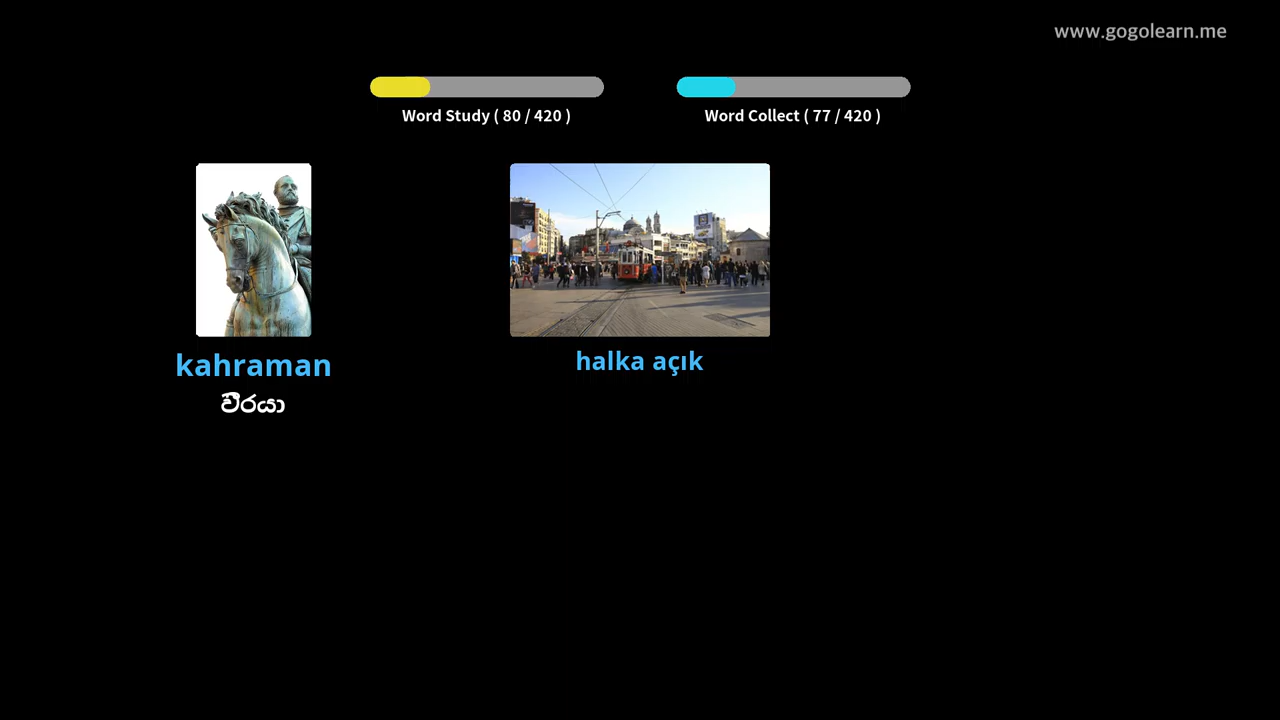 www.gogolearn.me
Word Study ( 80 / 420 )
Word Collect ( 77 / 420 )
kahraman
halka açık
වීරයා